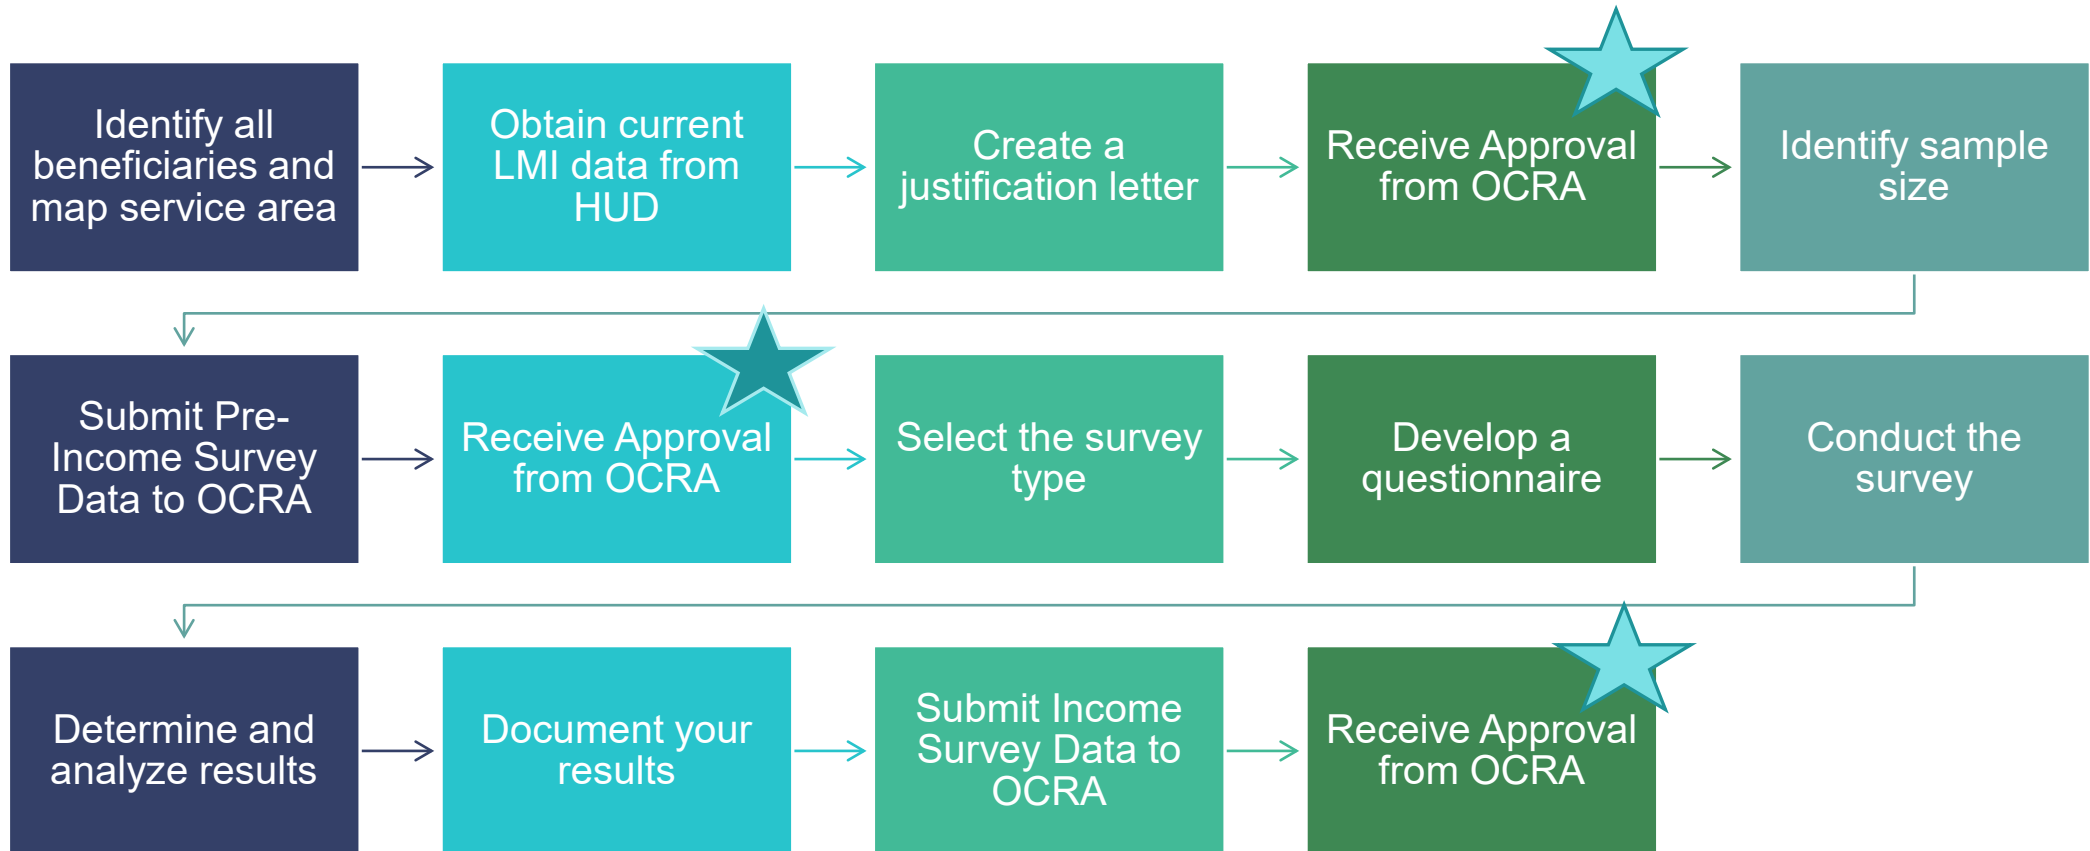 Identify all
beneficiaries and
map service area
Obtain current
LMI data from
HUD
Create a
justification letter
Receive Approval
from OCRA
Identify sample
size
Submit Pre-
Income Survey
Data to OCRA
Receive Approval
from OCRA
Select the survey
type
Develop a
questionnaire
Conduct the
survey
Determine and
analyze results
Document your
results
Submit Income
Survey Data to
OCRA
Receive Approval
from OCRA